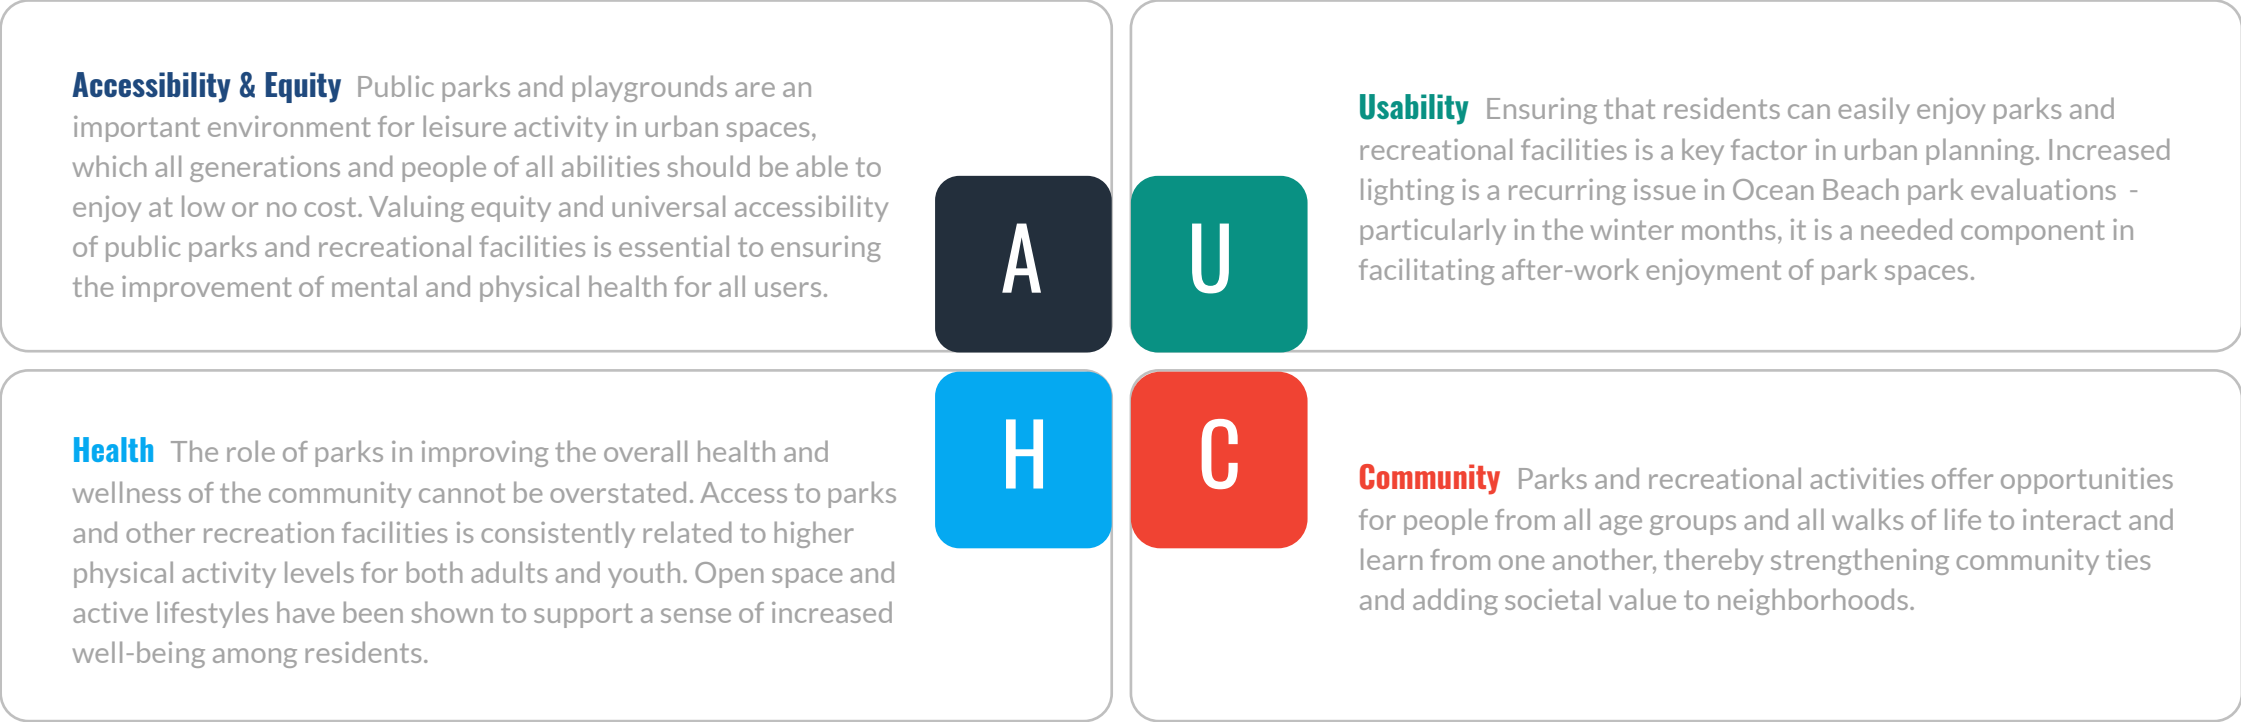 Accessibility & Equity Public parks and playgrounds are an
important environment for leisure activity in urban spaces,
which all generations and people of all abilities should be able to
enjoy at low or no cost. Valuing equity and universal accessibility
of public parks and recreational facilities is essential to ensuring
the improvement of mental and physical health for all users.
A
U
Usability Ensuring that residents can easily enjoy parks and
recreational facilities is a key factor in urban planning. Increased
lighting is a recurring issue in Ocean Beach park evaluations -
particularly in the winter months, it is a needed component in
facilitating after-work enjoyment of park spaces.
Health The role of parks in improving the overall health and
wellness of the community cannot be overstated. Access to parks
and other recreation facilities is consistently related to higher
physical activity levels for both adults and youth. Open space and
active lifestyles have been shown to support a sense of increased
well-being among residents.
H
C
Community Parks and recreational activities offer opportunities
for people from all age groups and all walks of life to interact and
learn from one another, thereby strengthening community ties
and adding societal value to neighborhoods.